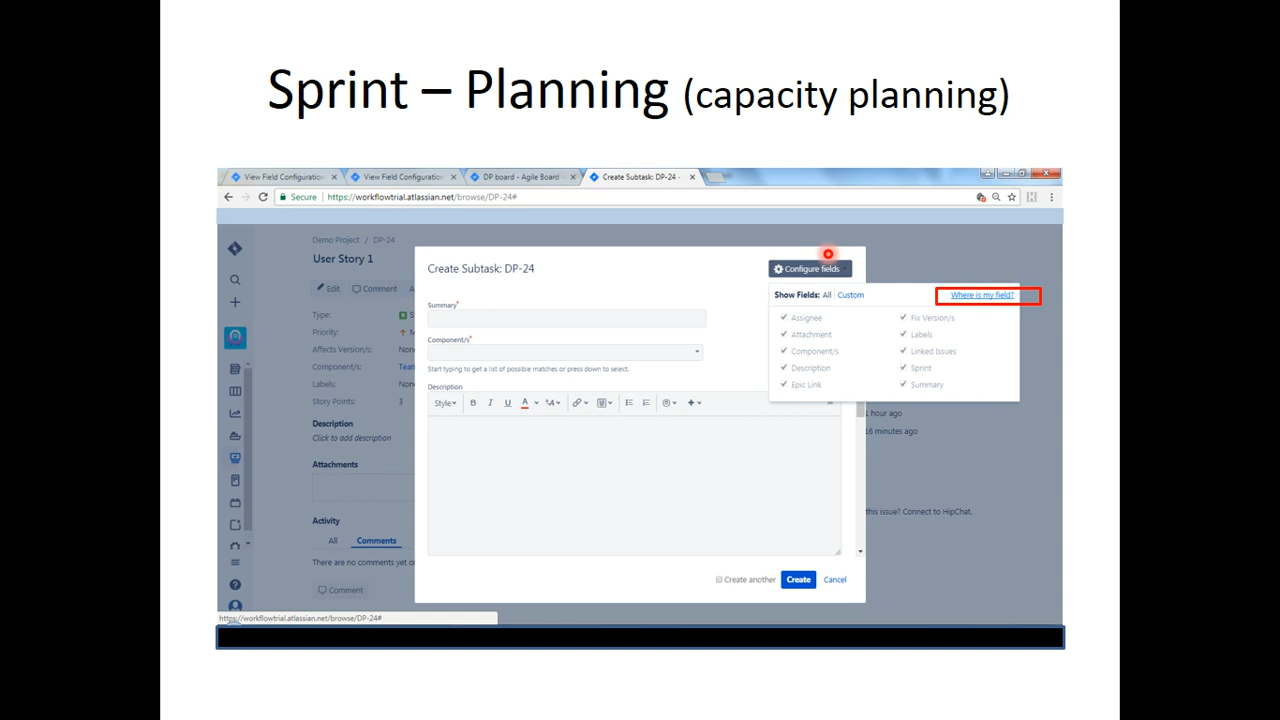 Sprint – Planning (capacity planning)
View Field Configuration
View Field Configuration
DP board - Agile Board
Create Subtask: DP-24 -
Secure
https://workflowtrial.atlassian.net/browse/DP-24#
Demo Project / DP-24
User Story 1
Edit
Comment
Type:
Priority:
Affects Version/s:
Non
Component/s:
Team
Labels:
Non
Story Points:
3
Description
Click to add description
Attachments
Activity
All
Comments
There are no comments yet o
Comment
Create Subtask: DP-24
Configure fields
Summary*
Component/s*
Start typing to get a list of possible matches or press down to select.
Description
Style
B I U A
Show Fields: All Custom
Where is my field?
Assignee
Fix Version/s
Attachment
Labels
Component/s
Linked Issues
Description
Sprint
Epic Link
Summary
1 hour ago
16 minutes ago
this issue? Connect to HipChat.
Create another
Create
Cancel
https://workflowtrial.atlassian.net/browse/DP-24#